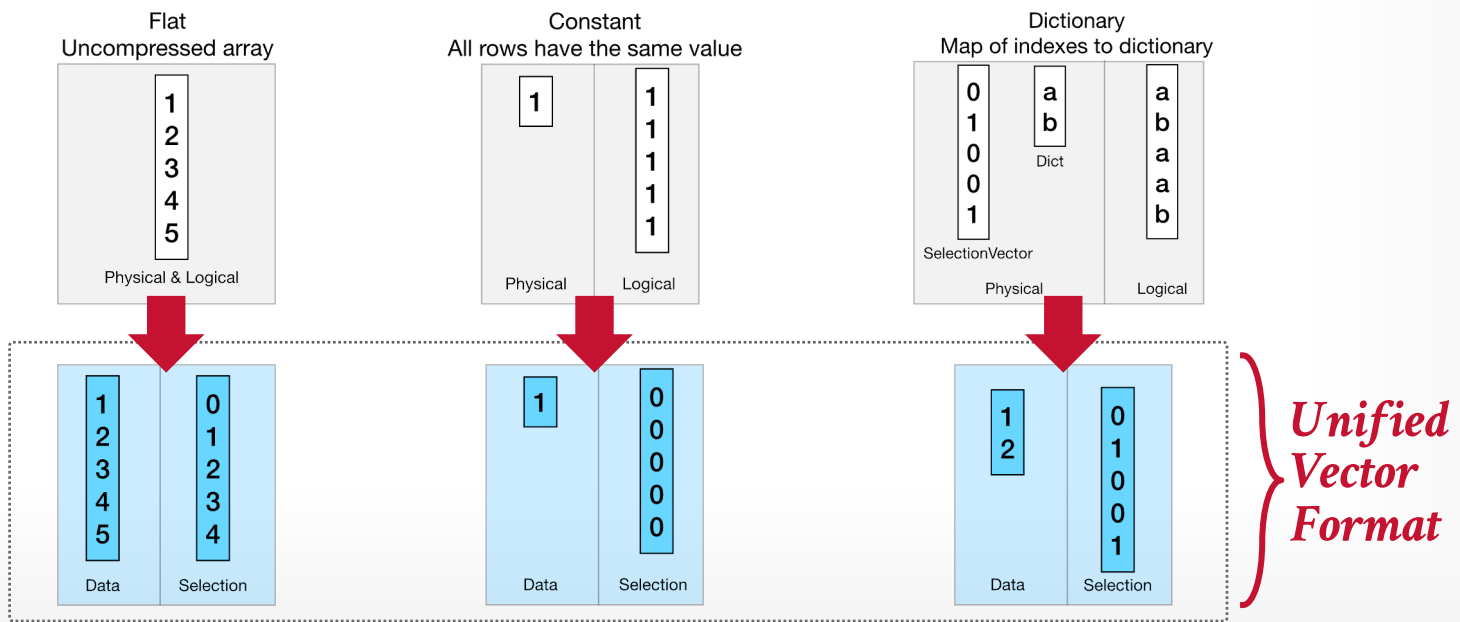 Flat
Uncompressed array
1
2
3
4
5
Physical & Logical
Constant
All rows have the same value
1
1
1
1
1
1
Physical
Logical
Dictionary
Map of indexes to dictionary
0
1
0
0
1
SelectionVector
a
b
Dict
a
b
a
a
b
Physical
Logical
1
2
3
4
5
Data
0
1
2
3
4
Selection
1
Data
0
0
0
0
0
Selection
1
2
Data
0
1
0
0
1
Selection
Unified
Vector
Format